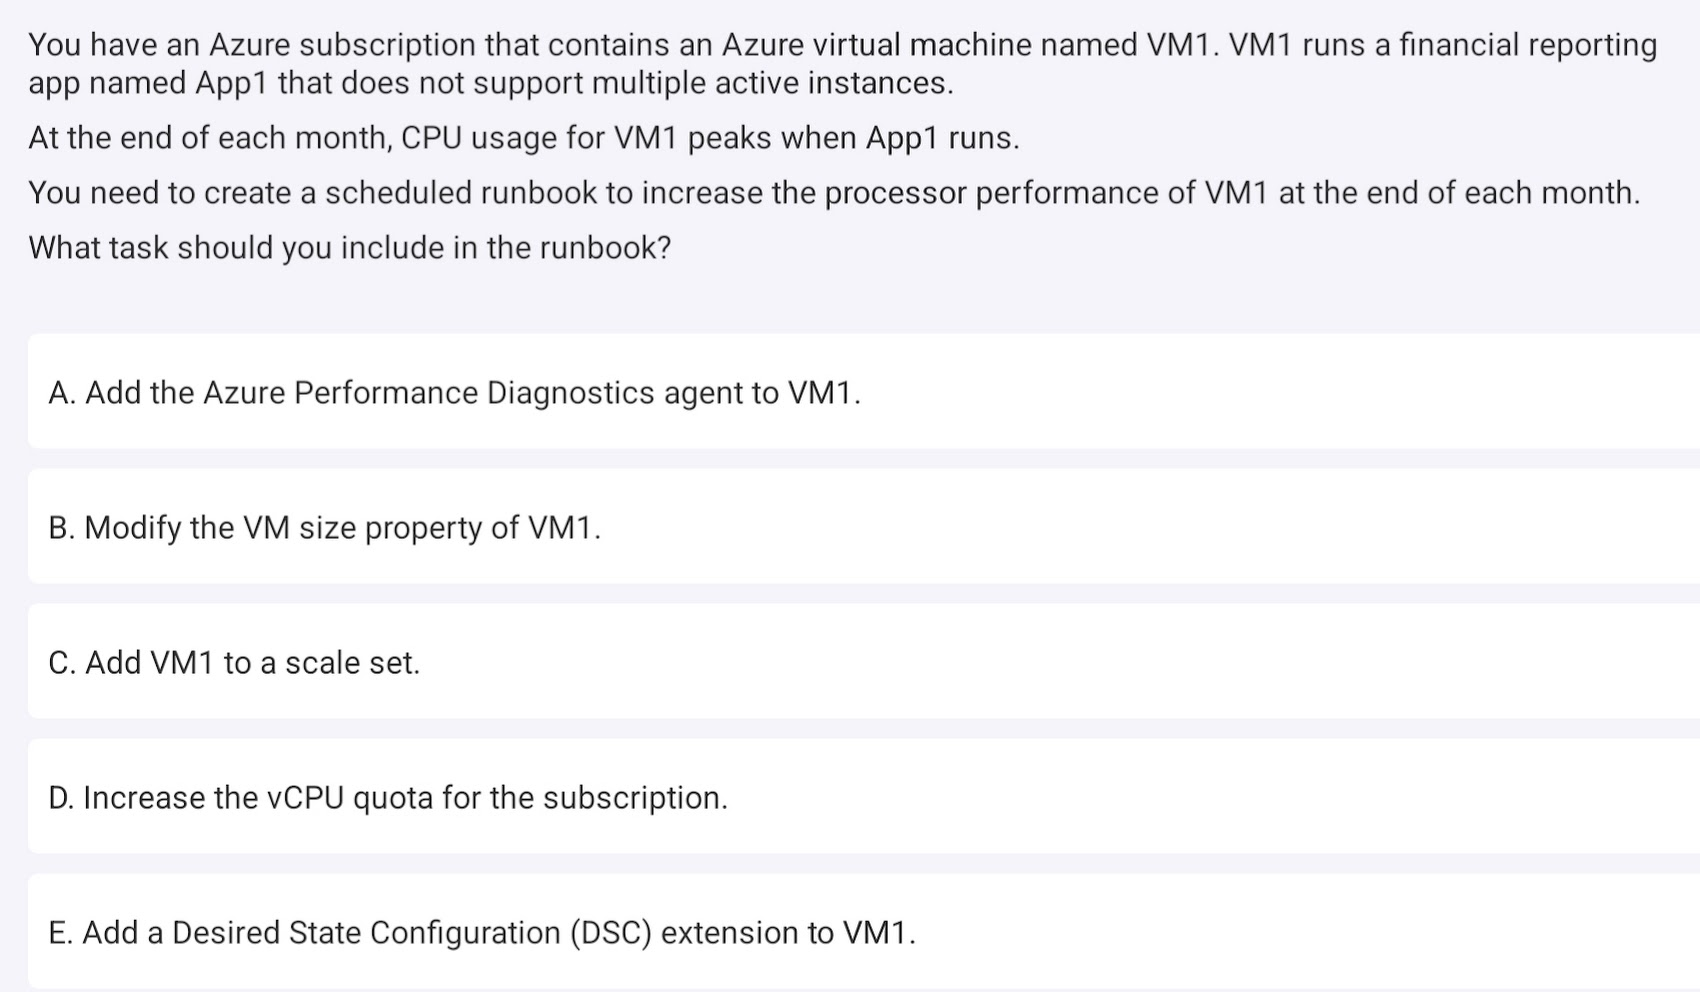 You have an Azure subscription that contains an Azure virtual machine named VM1. VM1 runs a financial reporting
app named App1 that does not support multiple active instances.
At the end of each month, CPU usage for VM1 peaks when App1 runs.
You need to create a scheduled runbook to increase the processor performance of VM1 at the end of each month.
What task should you include in the runbook?
A. Add the Azure Performance Diagnostics agent to VM1.
B. Modify the VM size property of VM1.
C. Add VM1 to a scale set.
D. Increase the vCPU quota for the subscription.
E. Add a Desired State Configuration (DSC) extension to VM1.